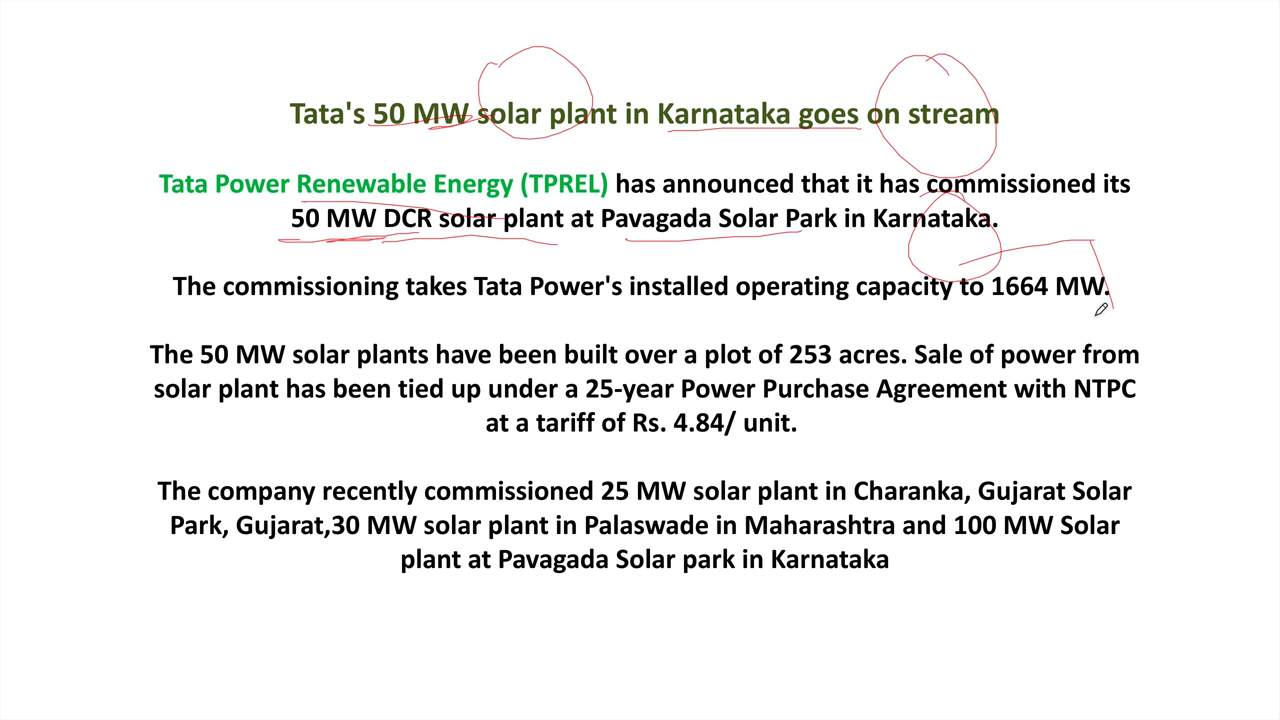 Tata's 50 MW solar plant in Karnataka goes on stream
Tata Power Renewable Energy (TPREL) has announced that it has commissioned its
50 MW DCR solar plant at Pavagada Solar Park in Karnataka.
The commissioning takes Tata Power's installed operating capacity to 1664 MW.
The 50 MW solar plants have been built over a plot of 253 acres. Sale of power from
solar plant has been tied up under a 25-year Power Purchase Agreement with NTPC
at a tariff of Rs. 4.84/ unit.
The company recently commissioned 25 MW solar plant in Charanka, Gujarat Solar
Park, Gujarat,30 MW solar plant in Palaswade in Maharashtra and 100 MW Solar
plant at Pavagada Solar park in Karnataka